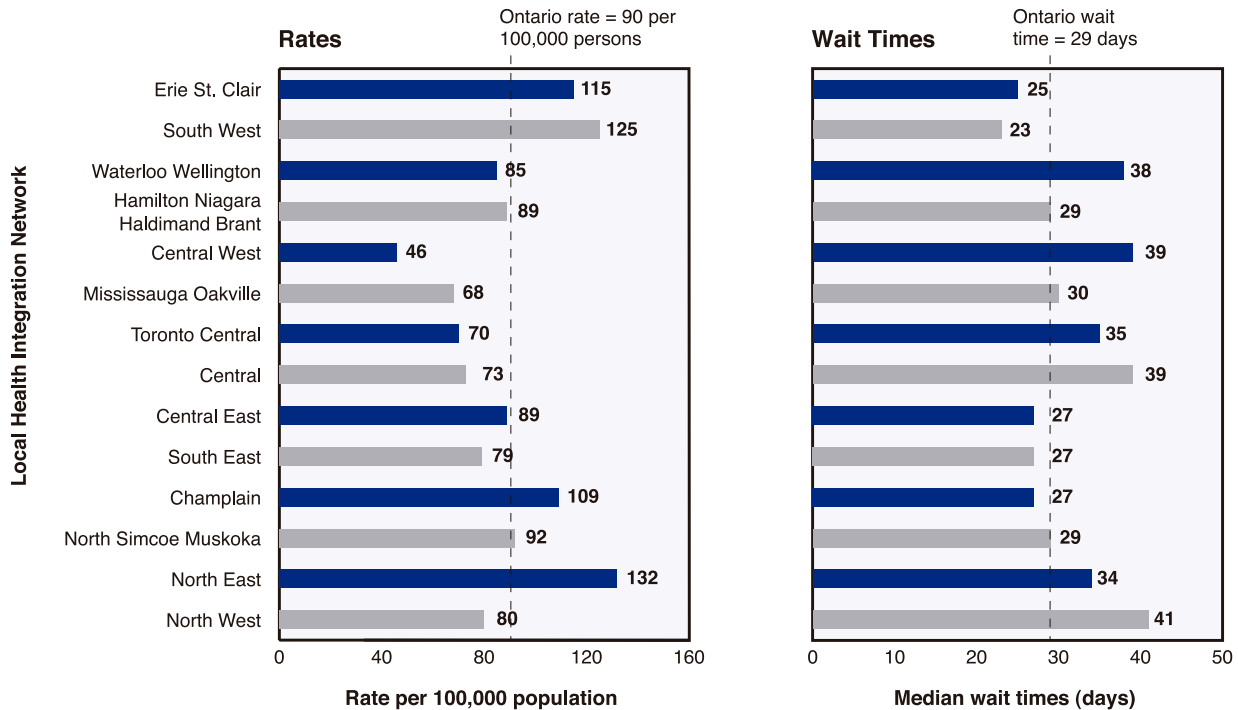 Ontario rate = 90 per
100,000 persons
Rates
Ontario wait
time = 29 days
Wait Times
Local Health Integration Network
Erie St. Clair 115 25
South West 125 23
Waterloo Wellington 85 38
Hamilton Niagara
Haldimand Brant 89 29
Central West 46 39
Mississauga Oakville 68 30
Toronto Central 70 35
Central 73 39
Central East 89 27
South East 79 27
Champlain 109 27
North Simcoe Muskoka 92 29
North East 132 34
North West 80 41
0 40 80 120 160
0 10 20 30 40 50
Rate per 100,000 population
Median wait times (days)